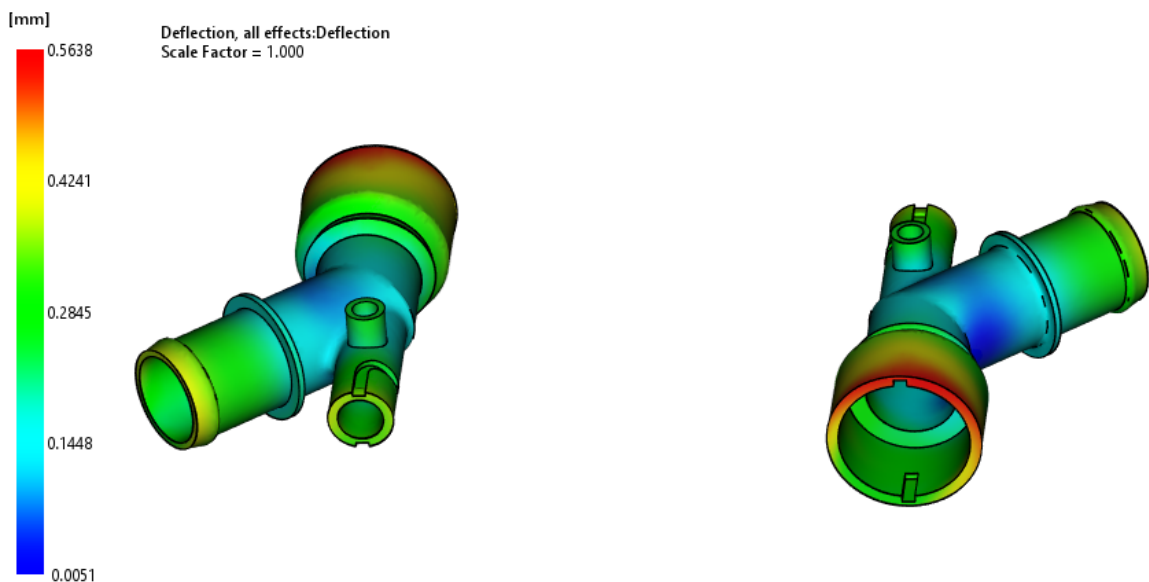 [mm]
Deflection, all effects:Deflection
Scale Factor = 1.000
0.5638
0.4241
0.2845
0.1448
0.0051